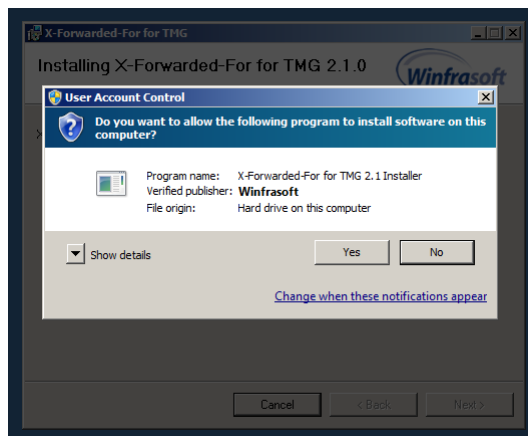 X-Forwarded-For for TMG
Installing X-Forwarded-For for TMG 2.1.0
Winfrasoft
User Account Control
Do you want to allow the following program to install software on this
computer?
Program name: X-Forwarded-For for TMG 2.1 Installer
Verified publisher: Winfrasoft
File origin: Hard drive on this computer
Show details
Yes
No
Change when these notifications appear
Cancel
< Back
Next >